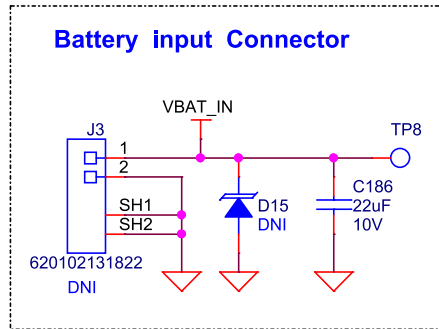 Battery input Connector
VBAT_IN
J3
TP8
1
2
C186
22uF
10V
D15
DNI
SH1
SH2
620102131822
DNI